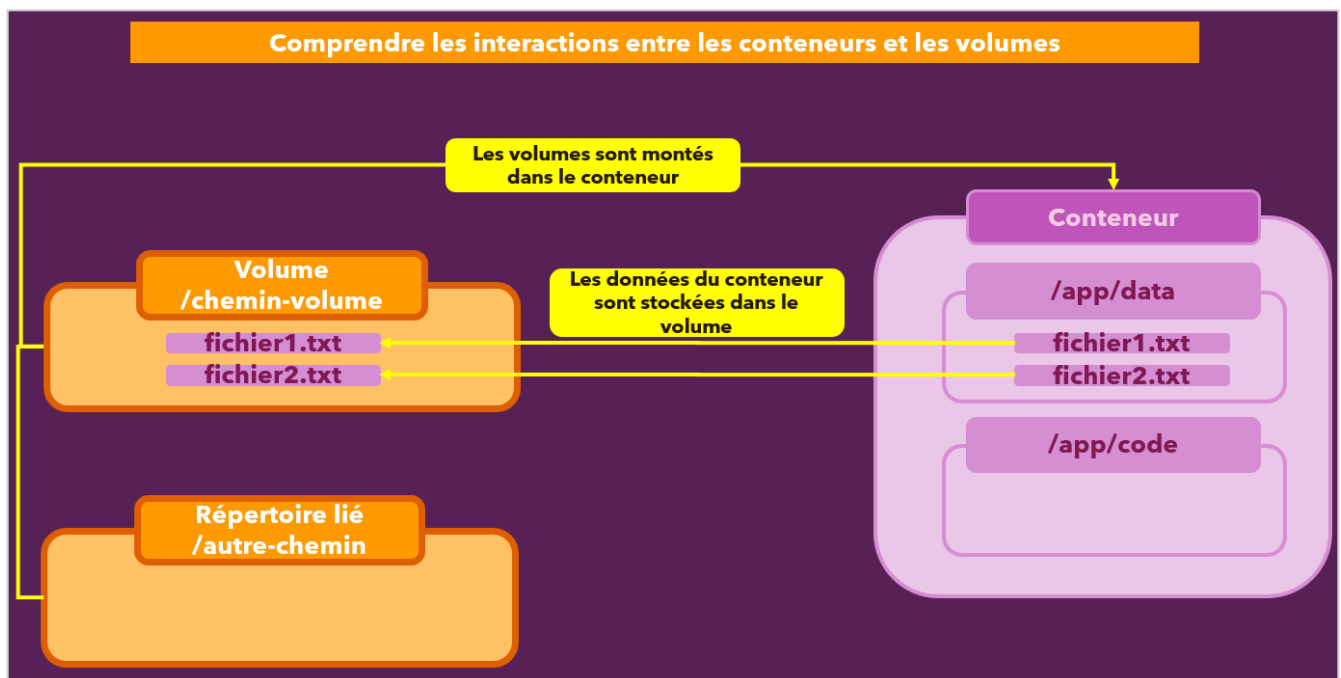 Comprendre les interactions entre les conteneurs et les volumes
Les volumes sont montés
dans le conteneur
Conteneur
Volume
/chemin-volume
Les données du conteneur
sont stockées dans le
volume
/app/data
fichier1.txt
fichier1.txt
fichier2.txt
fichier2.txt
/app/code
Répertoire lié
/autre-chemin